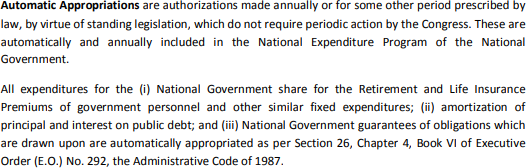 Automatic Appropriations are authorizations made annually or for some other period prescribed by
law, by virtue of standing legislation, which do not require periodic action by the Congress. These are
automatically and annually included in the National Expenditure Program of the National
Government.
All expenditures for the (i) National Government share for the Retirement and Life Insurance
Premiums of government personnel and other similar fixed expenditures; (ii) amortization of
principal and interest on public debt; and (iii) National Government guarantees of obligations which
are drawn upon are automatically appropriated as per Section 26, Chapter 4, Book VI of Executive
Order (E.O.) No. 292, the Administrative Code of 1987.